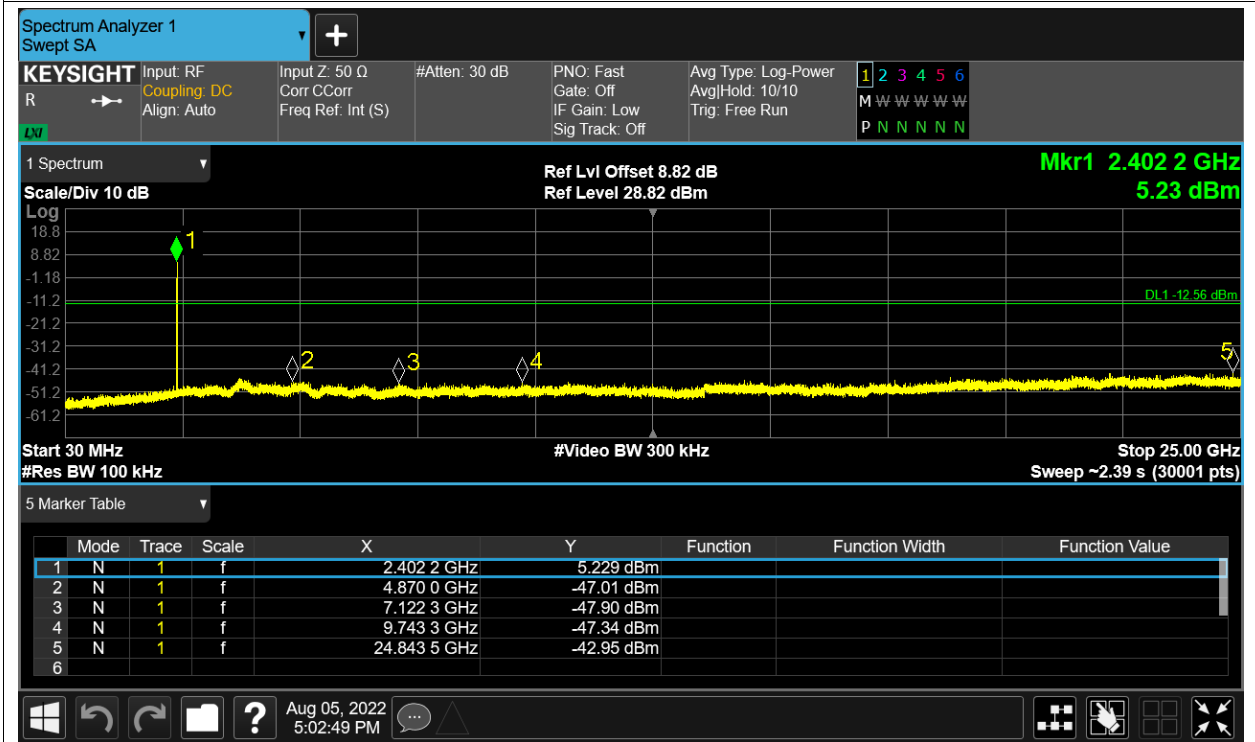 Spectrum Analyzer 1
Swept SA
+
KEYSIGHT
R
LXI
Input: RF
Coupling: DC
Align: Auto
Input Z: 50 Ω
Corr CCorr
Freq Ref: Int (S)
#Atten: 30 dB
PNO: Fast
Gate: Off
IF Gain: Low
Sig Track: Off
Avg Type: Log-Power
Avg|Hold: 10/10
Trig: Free Run
1 2 3 4 5 6
M W W W W W
P N N N N N
1 Spectrum
Scale/Div 10 dB
Log
Ref Lvl Offset 8.82 dB
Ref Level 28.82 dBm
Mkr1 2.402 2 GHz
5.23 dBm
18.8
8.82
-1.18
-11.2
-21.2
-31.2
-41.2
-51.2
-61.2
1
2
3
4
5
DL1 -12.56 dBm
Start 30 MHz
#Res BW 100 kHz
#Video BW 300 kHz
Stop 25.00 GHz
Sweep ~2.39 s (30001 pts)
5 Marker Table
Mode Trace Scale X Y Function Function Width Function Value
1 N 1 f 2.402 2 GHz 5.229 dBm
2 N 1 f 4.870 0 GHz -47.01 dBm
3 N 1 f 7.122 3 GHz -47.90 dBm
4 N 1 f 9.743 3 GHz -47.34 dBm
5 N 1 f 24.843 5 GHz -42.95 dBm
6
?
Aug 05, 2022
5:02:49 PM